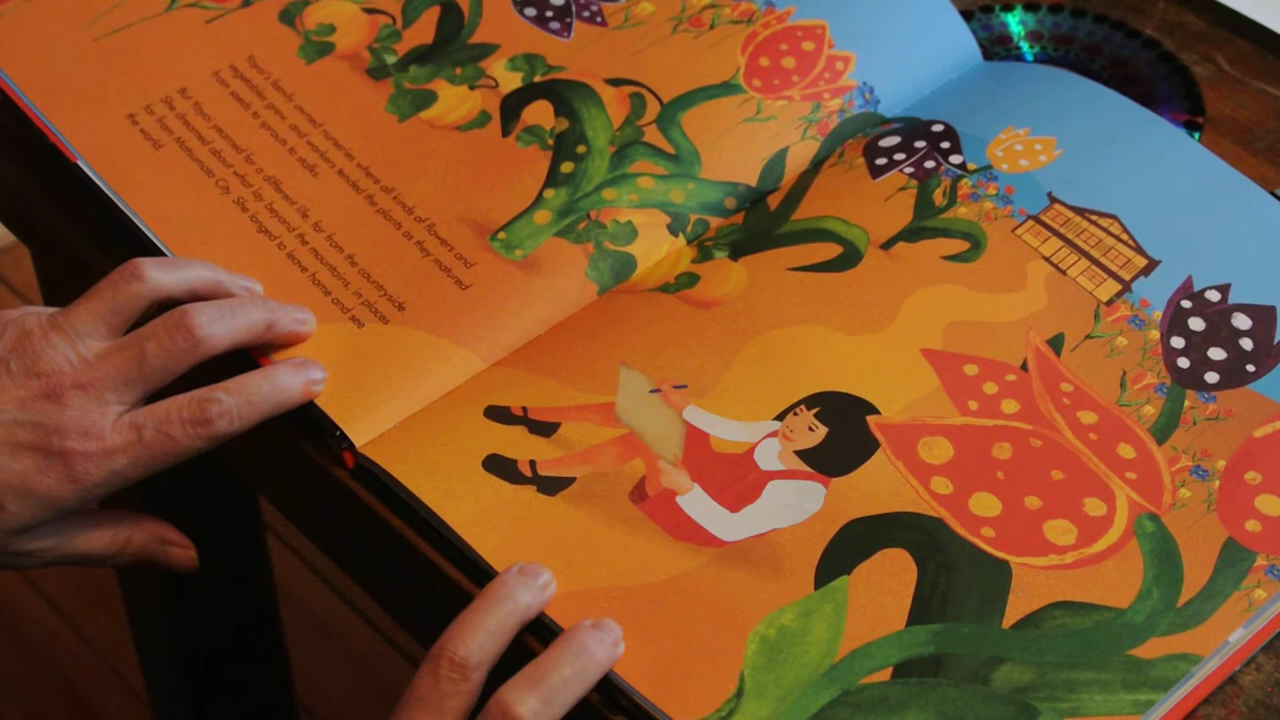 Yayoi's family owned nurseries where all kinds of flowers and
vegetables grew, and workers tended the plants as they matured
from seeds to sprouts to stalks.
But Yayoi yearned for a different life, far from the countryside.
She dreamed about what lay beyond the mountains, in places
far from Matsumoto City. She longed to leave home and see
the world.